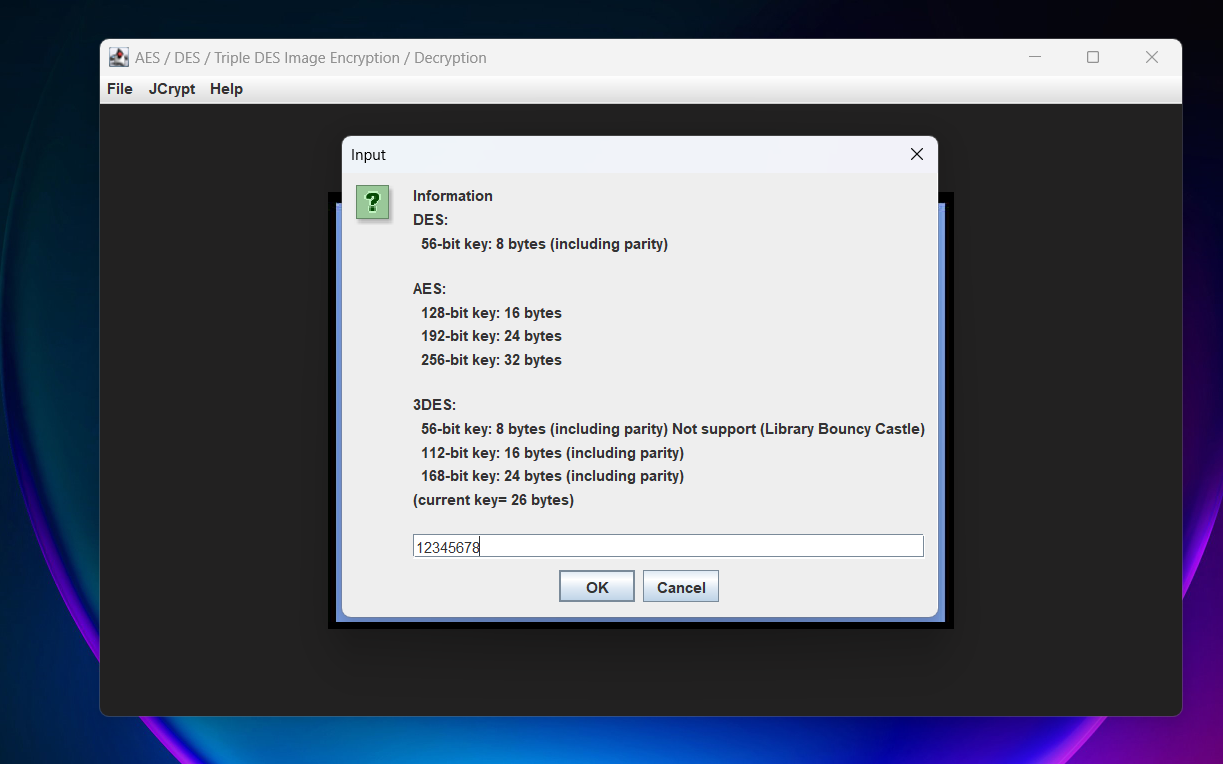 AES / DES / Triple DES Image Encryption / Decryption
File JCrypt Help
Input
?
Information
DES:
56-bit key: 8 bytes (including parity)
AES:
128-bit key: 16 bytes
192-bit key: 24 bytes
256-bit key: 32 bytes
3DES:
56-bit key: 8 bytes (including parity) Not support (Library Bouncy Castle)
112-bit key: 16 bytes (including parity)
168-bit key: 24 bytes (including parity)
(current key= 26 bytes)
12345678
OK Cancel